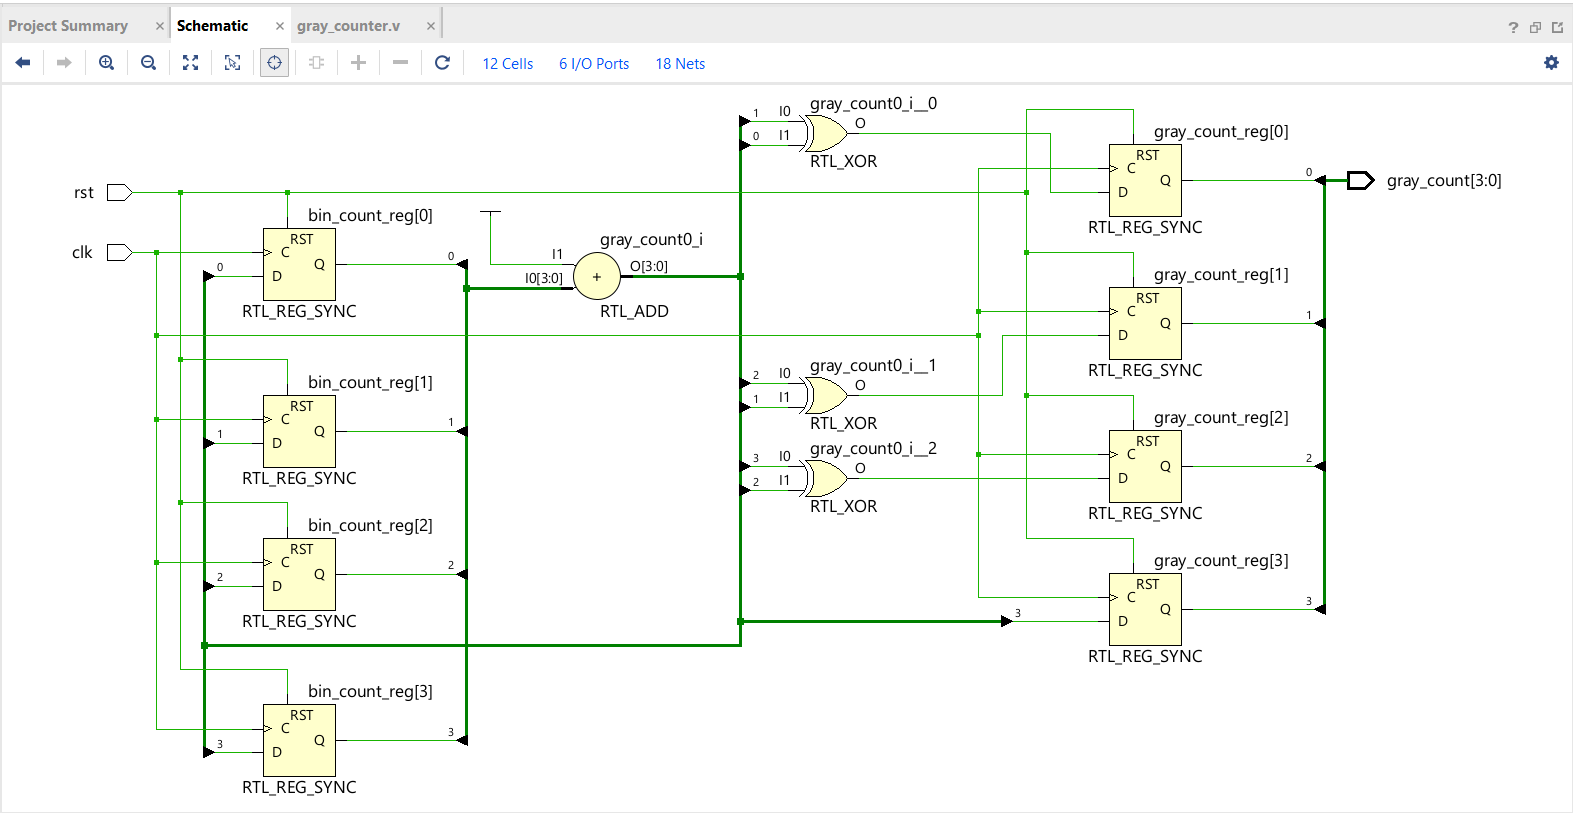 Project Summary × Schematic × gray_counter.v ×
?
12 Cells 6 I/O Ports 18 Nets
rst
clk
bin_count_reg[0]
RST
C
D
Q
0
0
RTL_REG_SYNC
bin_count_reg[1]
RST
C
D
Q
1
1
RTL_REG_SYNC
bin_count_reg[2]
RST
C
D
Q
2
2
RTL_REG_SYNC
bin_count_reg[3]
RST
C
D
Q
3
3
RTL_REG_SYNC
gray_count0_i
I1
I0[3:0]
+
O[3:0]
RTL_ADD
gray_count0_i__0
1 I0
0 I1
O
RTL_XOR
gray_count0_i__1
2 I0
1 I1
O
RTL_XOR
gray_count0_i__2
3 I0
2 I1
O
RTL_XOR
3
gray_count_reg[0]
RST
C
D
Q
0
RTL_REG_SYNC
gray_count_reg[1]
RST
C
D
Q
1
RTL_REG_SYNC
gray_count_reg[2]
RST
C
D
Q
2
RTL_REG_SYNC
gray_count_reg[3]
RST
C
D
Q
3
RTL_REG_SYNC
gray_count[3:0]